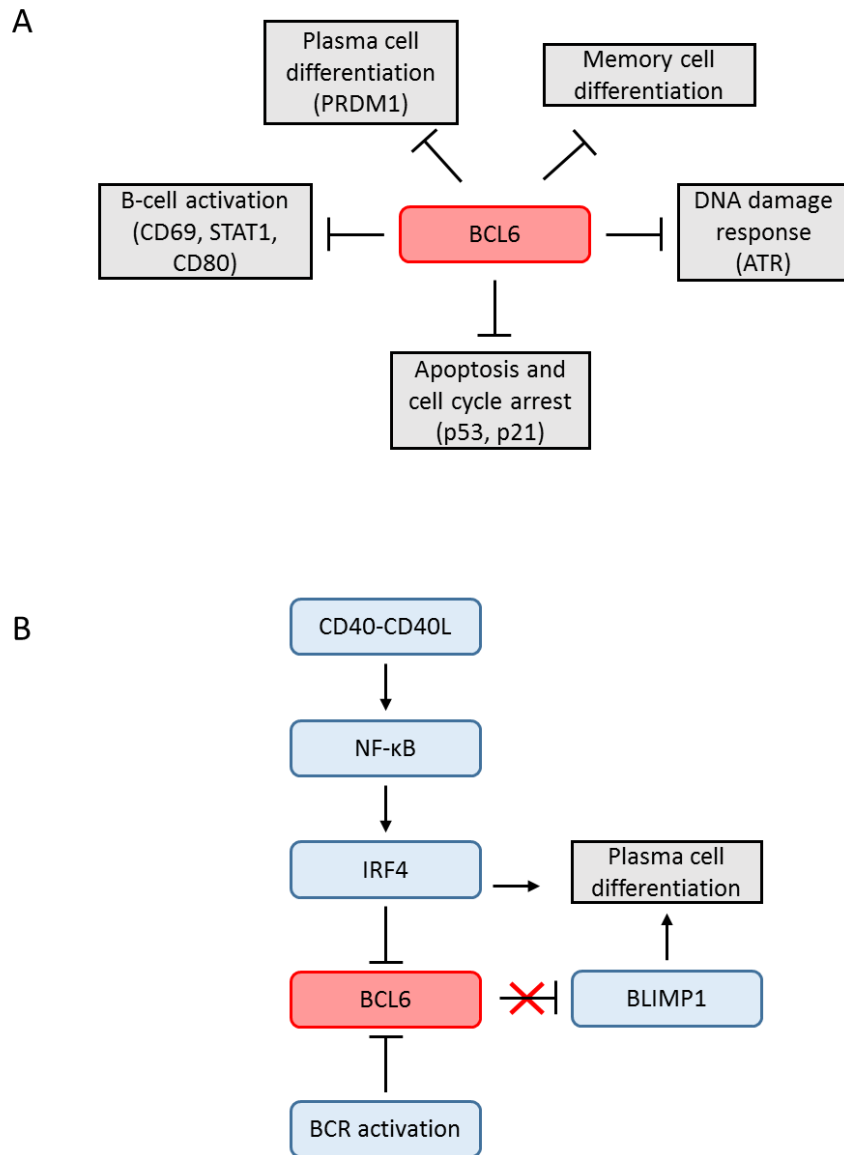 A
Plasma cell
differentiation
(PRDM1)
Memory cell
differentiation
B-cell activation
(CD69, STAT1,
CD80)
BCL6
DNA damage
response
(ATR)
Apoptosis and
cell cycle arrest
(p53, p21)
B
CD40-CD40L
NF-κB
IRF4
Plasma cell
differentiation
BCL6
BLIMP1
BCR activation